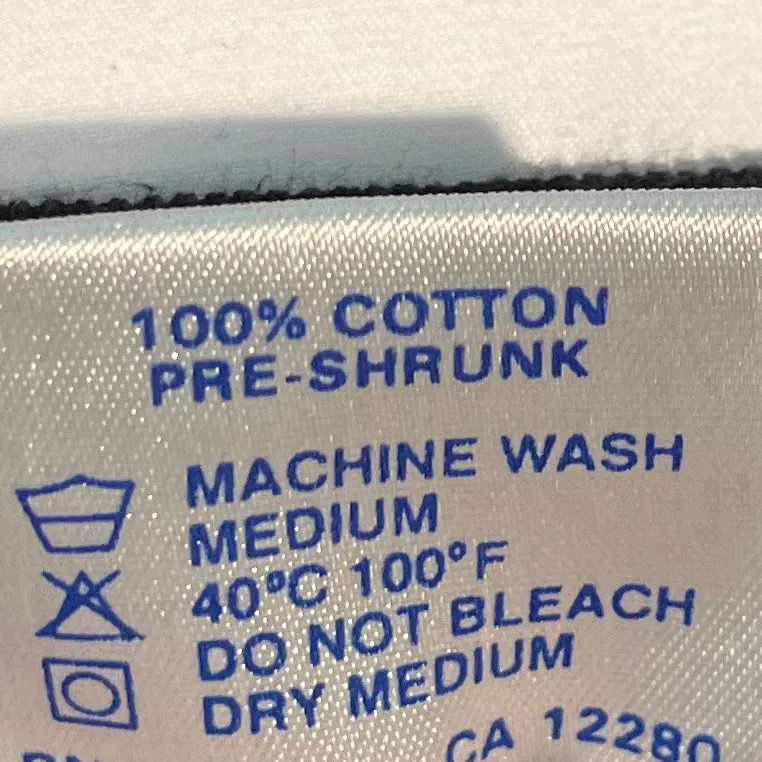 100% COTTON
PRE-SHRUNK
MACHINE WASH
MEDIUM
40°C 100°F
DO NOT BLEACH
DRY MEDIUM
CA 12280